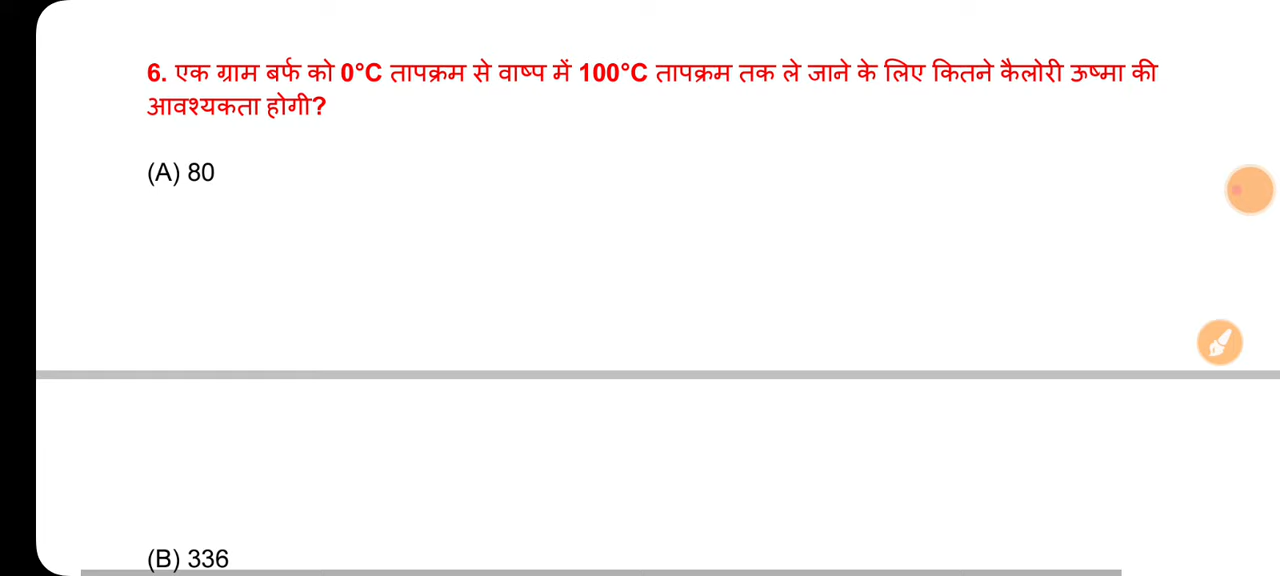 6. एक ग्राम बर्फ को 0°C तापक्रम से वाष्प में 100°C तापक्रम तक ले जाने के लिए कितने कैलोरी ऊष्मा की
आवश्यकता होगी?
(A) 80
(B) 336